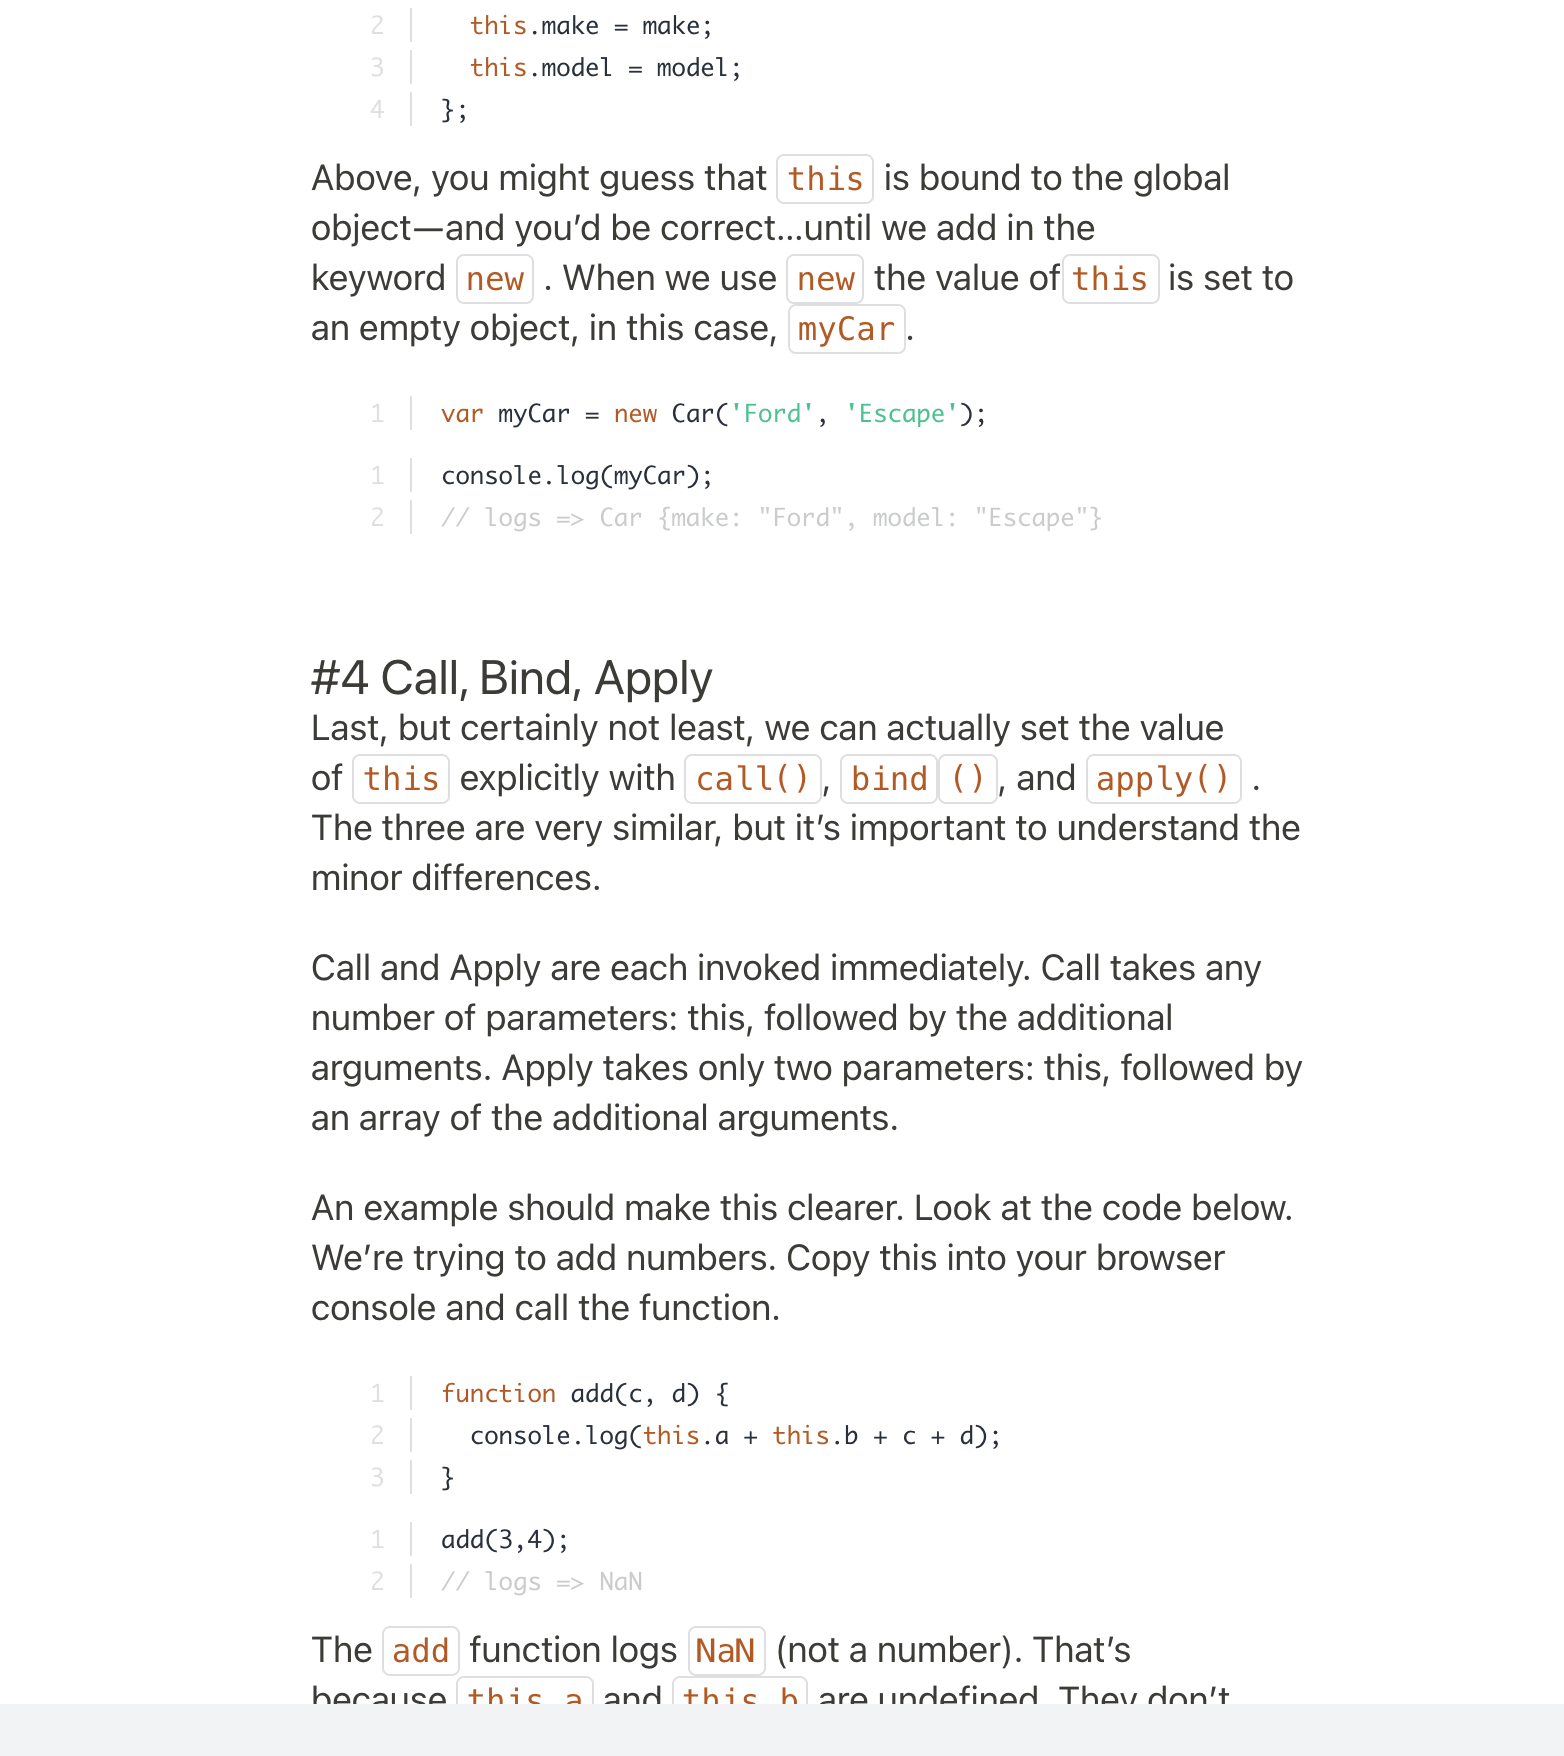 2 this.make = make;
3 this.model = model;
4 };
Above, you might guess that this is bound to the global
object—and you’d be correct...until we add in the
keyword new . When we use new the value of this is set to
an empty object, in this case, myCar.
1 var myCar = new Car('Ford', 'Escape');
1 console.log(myCar);
2 // logs => Car {make: "Ford", model: "Escape"}
#4 Call, Bind, Apply
Last, but certainly not least, we can actually set the value
of this explicitly with call(), bind (), and apply() .
The three are very similar, but it’s important to understand the
minor differences.
Call and Apply are each invoked immediately. Call takes any
number of parameters: this, followed by the additional
arguments. Apply takes only two parameters: this, followed by
an array of the additional arguments.
An example should make this clearer. Look at the code below.
We’re trying to add numbers. Copy this into your browser
console and call the function.
1 function add(c, d) {
2 console.log(this.a + this.b + c + d);
3 }
1 add(3,4);
2 // logs => NaN
The add function logs NaN (not a number). That’s
because this.a and this.b are undefined. They don’t